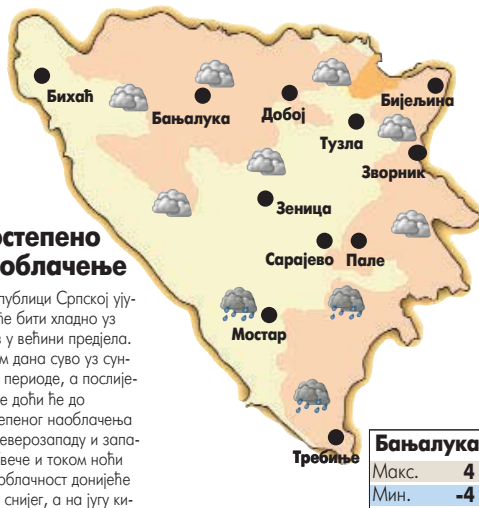 Бихаћ
Бањалука
Добој
Бијељина
Тузла
Зворник
Зеница
Сарајево
Пале
Мостар
Требиње
остепено
облачење
публици Српској ују-
ће бити хладно уз
з у већини предјела.
м дана суво уз сун-
периоде, а послије-
е доћи ће до
тепеног наоблачења
еверозападу и запа-
вече и током ноћи
облачност донијеће
снијег, а на југу ки-
Бањалука
Макс. 4
Мин. -4